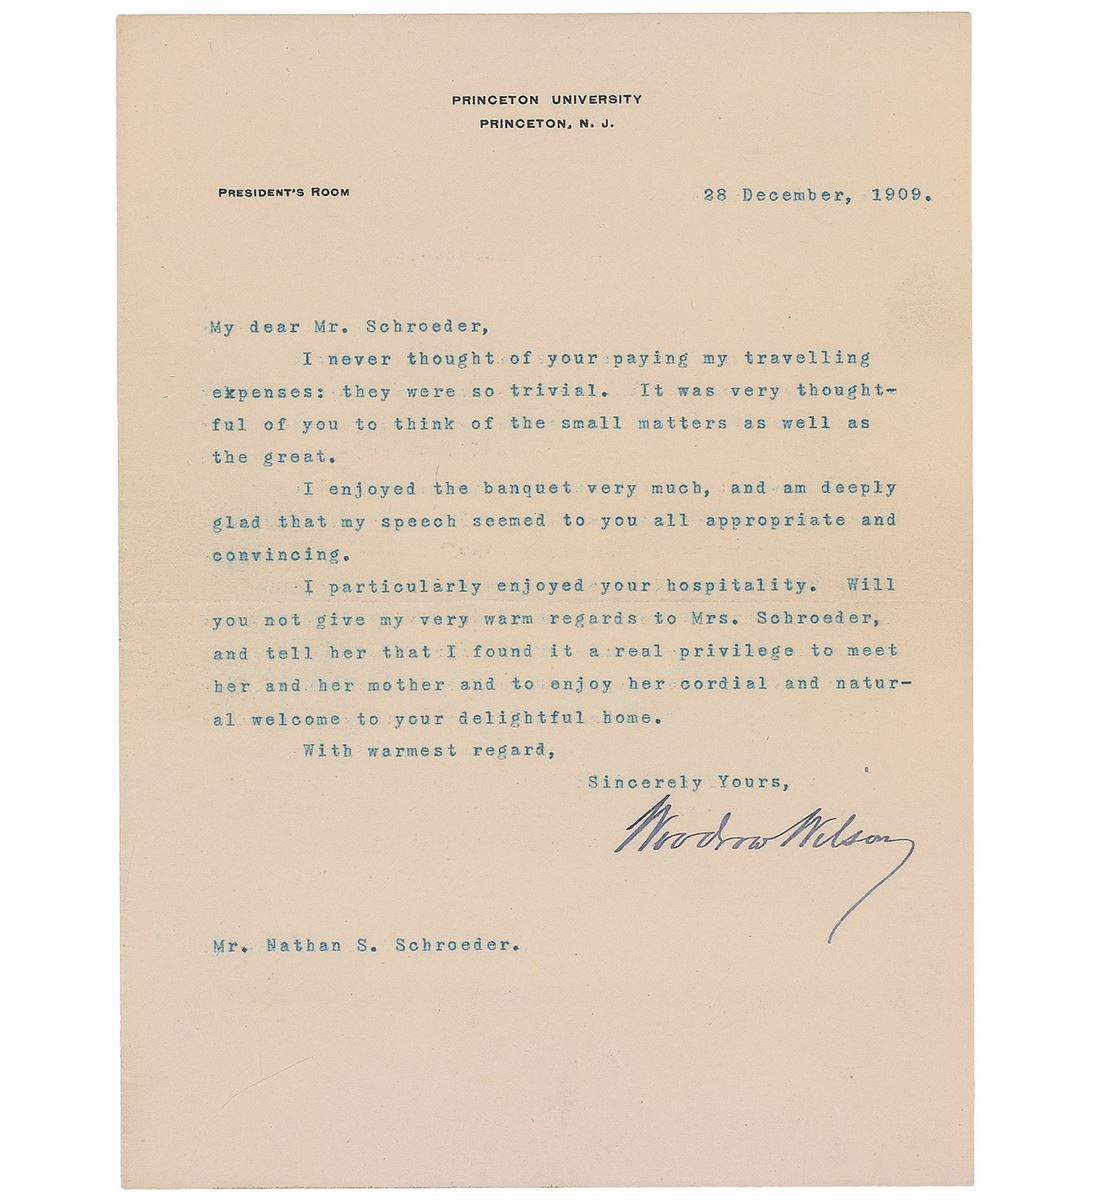 PRINCETON UNIVERSITY
PRINCETON, N. J.
PRESIDENT'S ROOM
28 December, 1909.
My dear Mr. Schroeder,
I never thought of your paying my travelling
expenses: they were so trivial. It was very thought-
ful of you to think of the small matters as well as
the great.
I enjoyed the banquet very much, and am deeply
glad that my speech seemed to you all appropriate and
convincing.
I particularly enjoyed your hospitality. Will
you not give my very warm regards to Mrs. Schroeder,
and tell her that I found it a real privilege to meet
her and her mother and to enjoy her cordial and natur-
al welcome to your delightful home.
With warmest regard,
Sincerely Yours,
Woodrow Wilson
Mr. Nathan S. Schroeder.